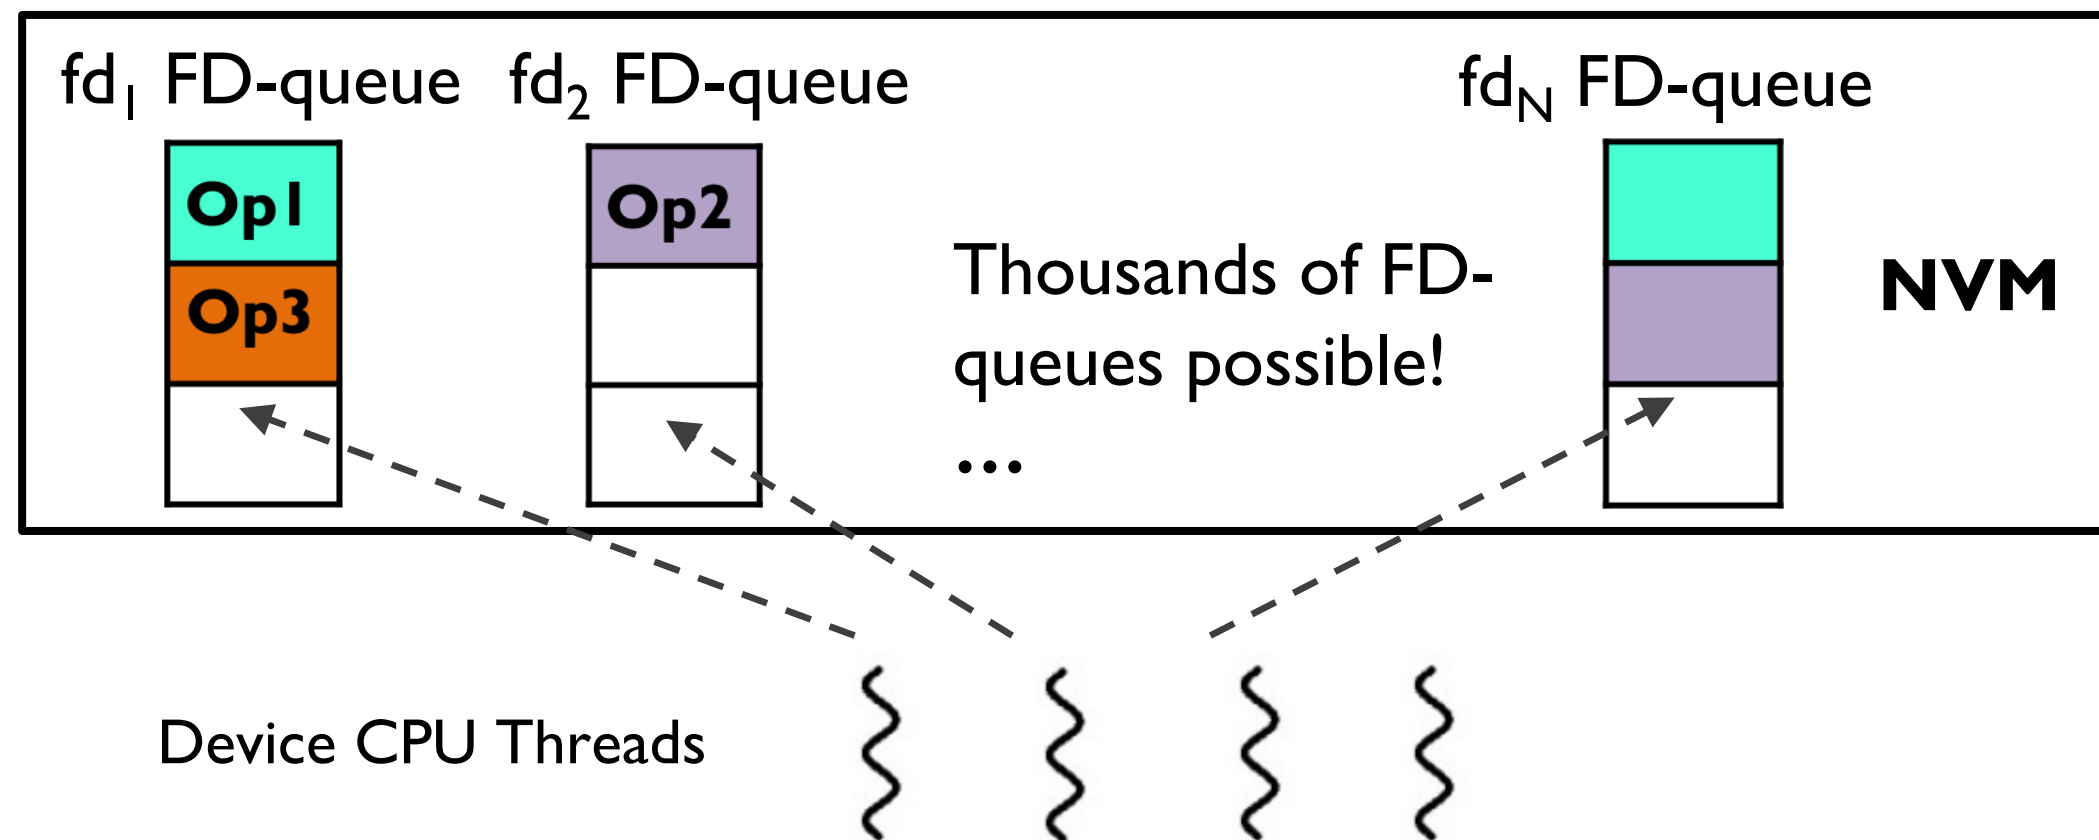 fd₁ FD-queue fd₂ FD-queue fd_N FD-queue
Op1 Op2
Op3
Thousands of FD-
queues possible!
...
NVM
Device CPU Threads